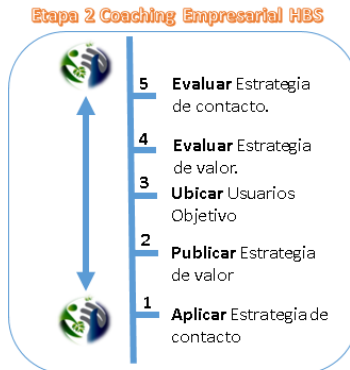 Etapa 2 Coaching Empresarial HBS
5 Evaluar Estrategia
de contacto.
4 Evaluar Estrategia
de valor.
3 Ubicar Usuarios
Objetivo
2 Publicar Estrategia
de valor
1 Aplicar Estrategia de
contacto